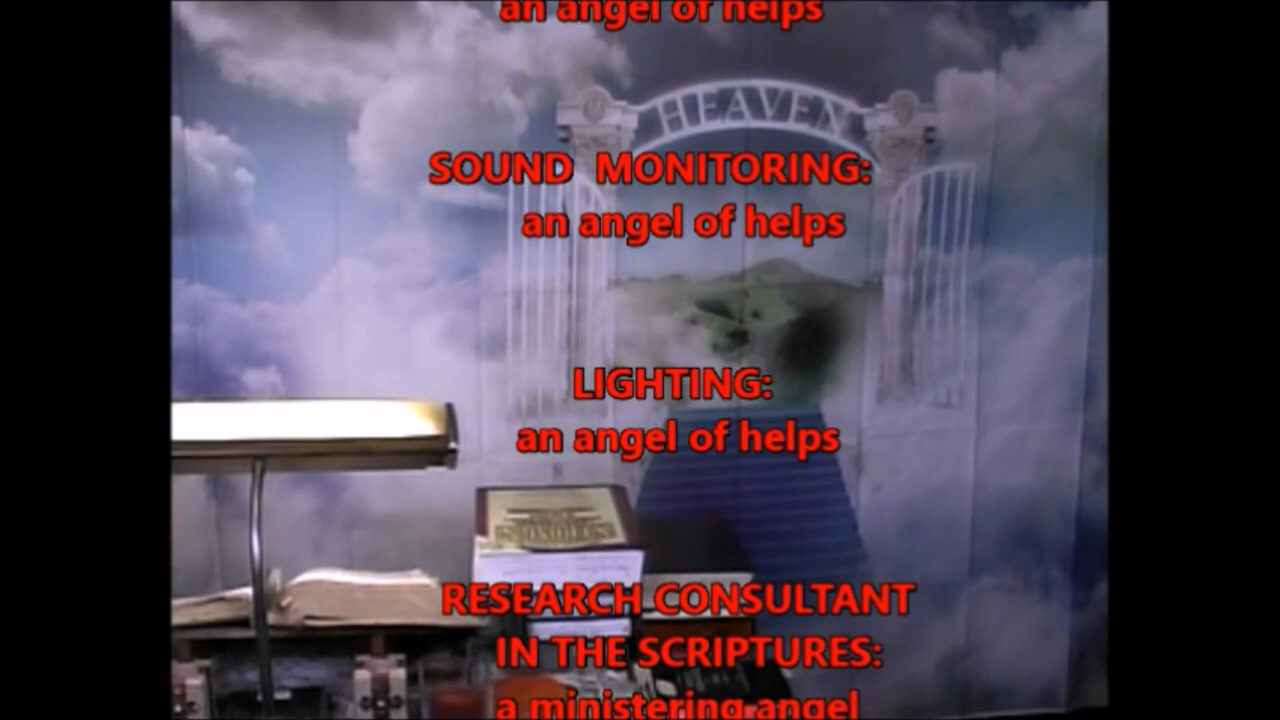 an angel of helps
HEAVEN
SOUND MONITORING:
an angel of helps
LIGHTING:
an angel of helps
RESEARCH CONSULTANT
IN THE SCRIPTURES:
a ministering angel